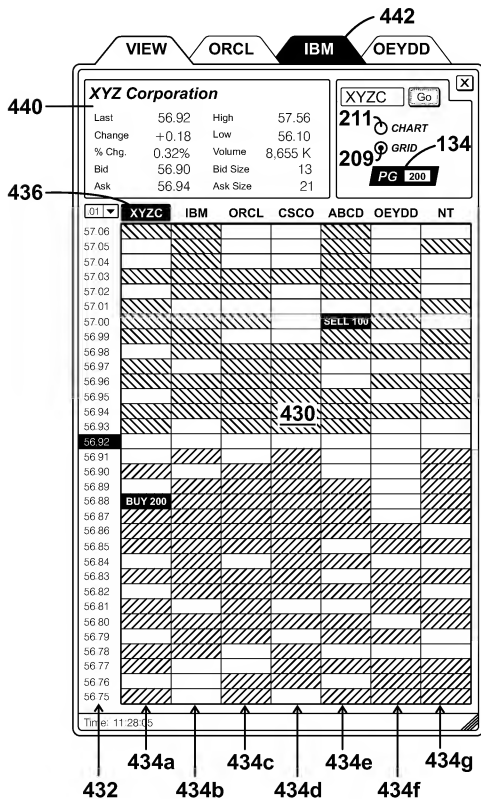 442
VIEW ORCL IBM OEYDD
X
440
XYZ Corporation
Last 56.92 High 57.56
Change +0.18 Low 56.10
% Chg. 0.32% Volume 8,655 K
Bid 56.90 Bid Size 13
Ask 56.94 Ask Size 21
XYZC Go
211 CHART
209 GRID
134
PG 200
436
01 XYZC IBM ORCL CSCO ABCD OEYDD NT
57.06
57.05
57.04
57.03
57.02
57.01
57.00 SELL 100
56.99
56.98
56.97
56.96
56.95
56.94
430
56.93
56.92
56.91
56.90
56.89
56.88 BUY 200
56.87
56.86
56.85
56.84
56.83
56.82
56.81
56.80
56.79
56.78
56.77
56.76
56.75
Time: 11:28:05
432 434a 434b 434c 434d 434e 434f 434g